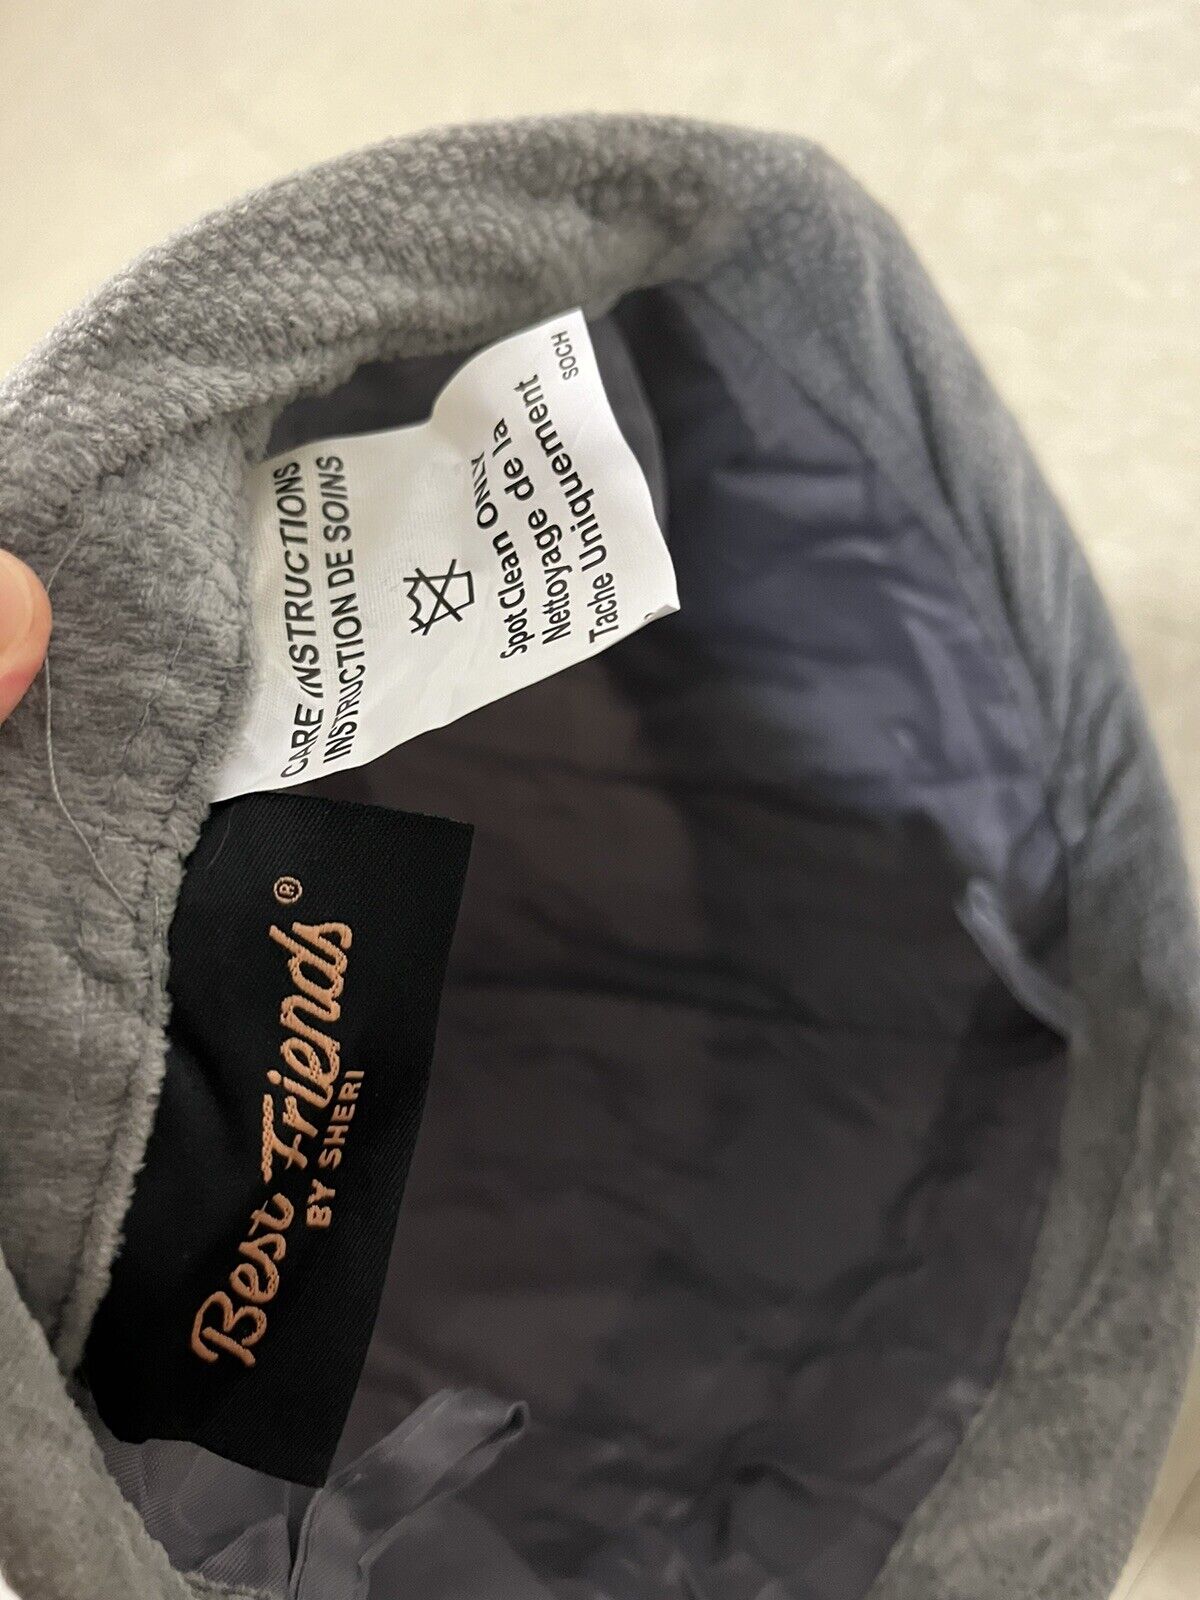 CARE INSTRUCTIONS
INSTRUCTION DE SOINS
Spot Clean ONLY
Nettoyage de la
Tache Uniquement
SOCH
Best Friends®
BY SHERI